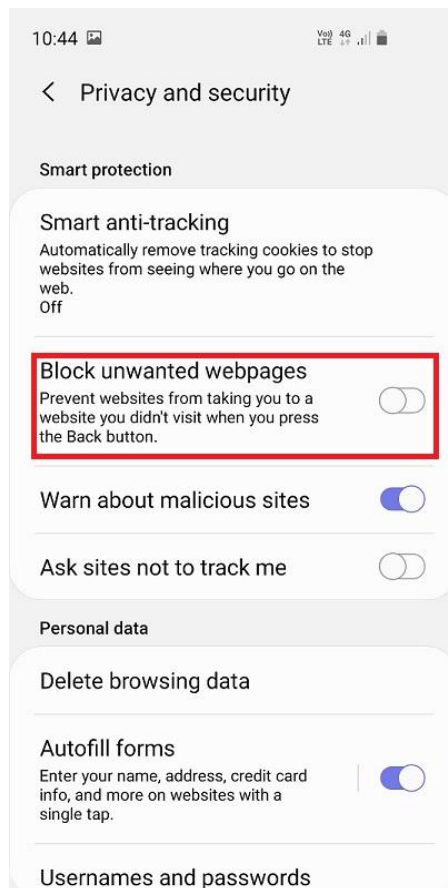 10:44
Vo)) 4G
LTE
Privacy and security
Smart protection
Smart anti-tracking
Automatically remove tracking cookies to stop
websites from seeing where you go on the
web.
Off
Block unwanted webpages
Prevent websites from taking you to a
website you didn't visit when you press
the Back button.
Warn about malicious sites
Ask sites not to track me
Personal data
Delete browsing data
Autofill forms
Enter your name, address, credit card
info, and more on websites with a
single tap.
Usernames and passwords